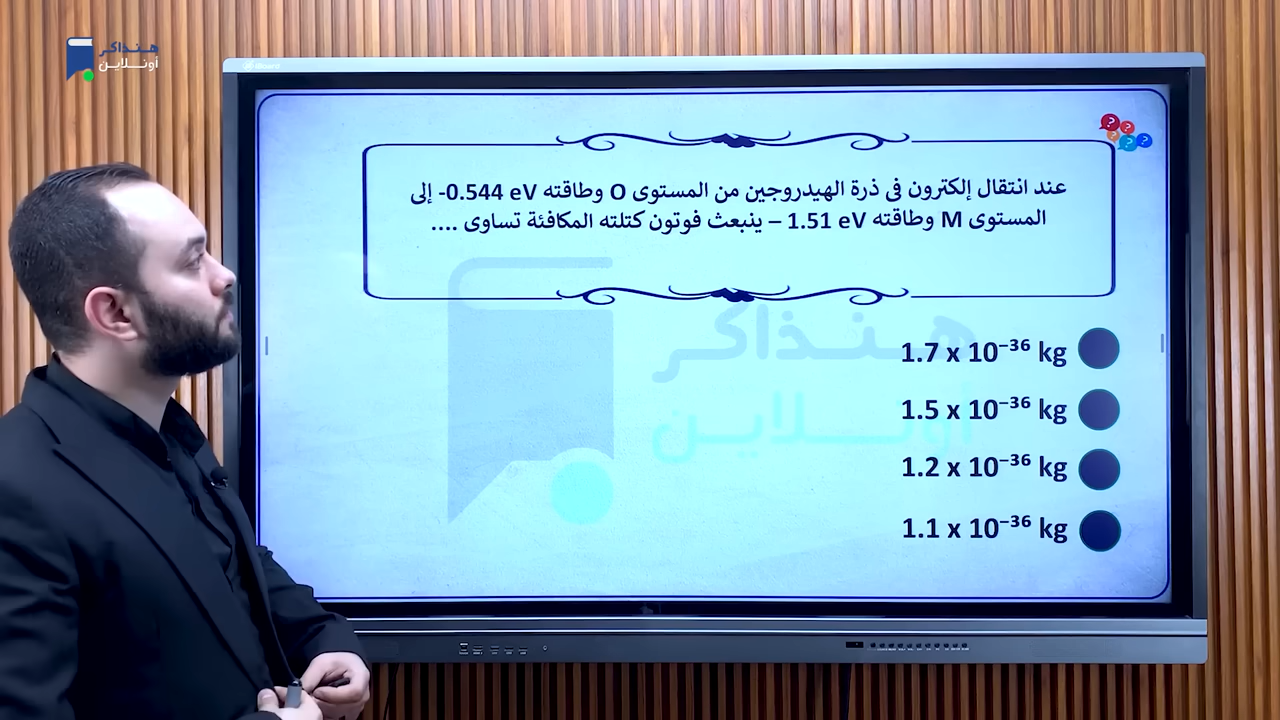 هنذاكر
أونلاين
عند انتقال إلكترون فى ذرة الهيدروجين من المستوى O وطاقته 0.544 eV- إلى
المستوى M وطاقته 1.51 eV – ينبعث فوتون كتلته المكافئة تساوى ....
هنذاكر
أونلاين
1.7 x 10⁻³⁶ kg
1.5 x 10⁻³⁶ kg
1.2 x 10⁻³⁶ kg
1.1 x 10⁻³⁶ kg